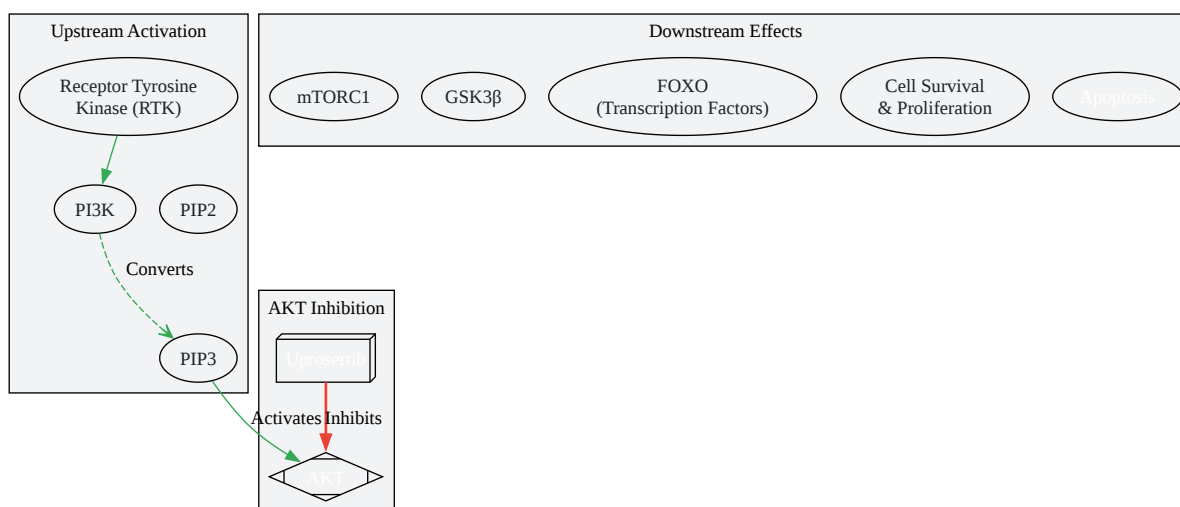 Upstream Activation
Receptor Tyrosine
Kinase (RTK)
PI3K
PIP2
Converts
PIP3
Downstream Effects
mTORC1
GSK3β
FOXO
(Transcription Factors)
Cell Survival
& Proliferation
Apoptosis
AKT Inhibition
Uprosertib
Activates
Inhibits
AKT